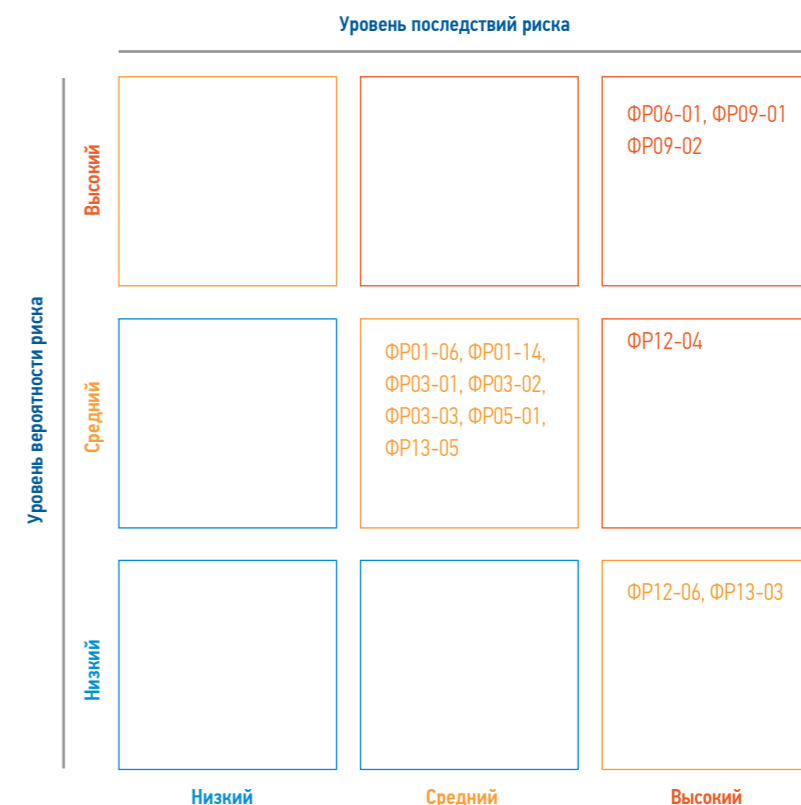 Уровень последствий риска
Уровень вероятности риска
Высокий
ФР06-01, ФР09-01
ФР09-02
Средний
ФР01-06, ФР01-14,
ФР03-01, ФР03-02,
ФР03-03, ФР05-01,
ФР13-05
ФР12-04
Низкий
ФР12-06, ФР13-03
Низкий
Средний
Высокий